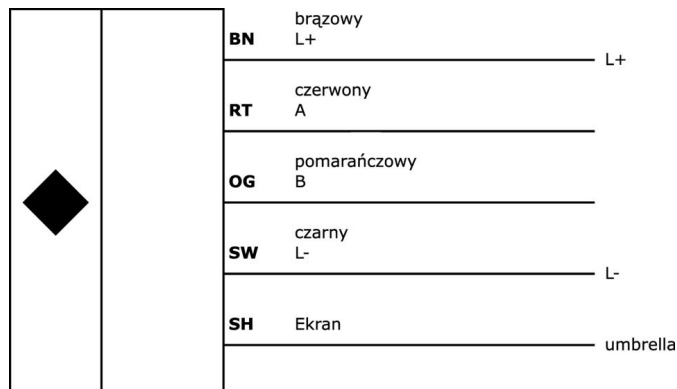 brązowy
BN L+
L+
czerwony
RT A
pomarańczowy
OG B
czarny
SW L-
L-
SH Ekran
umbrella